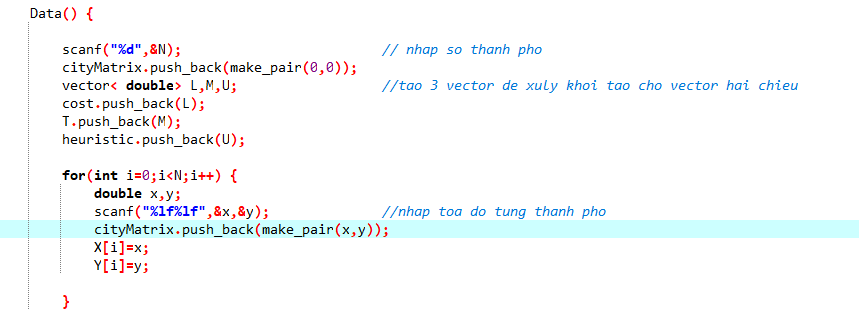 Data() {
scanf("%d",&N); // nhap so thanh pho
cityMatrix.push_back(make_pair(0,0));
vector< double> L,M,U; //tao 3 vector de xuly khoi tao cho vector hai chieu
cost.push_back(L);
T.push_back(M);
heuristic.push_back(U);
for(int i=0;i<N;i++) {
double x,y;
scanf("%lf%lf",&x,&y); //nhap toa do tung thanh pho
cityMatrix.push_back(make_pair(x,y));
X[i]=x;
Y[i]=y;
}